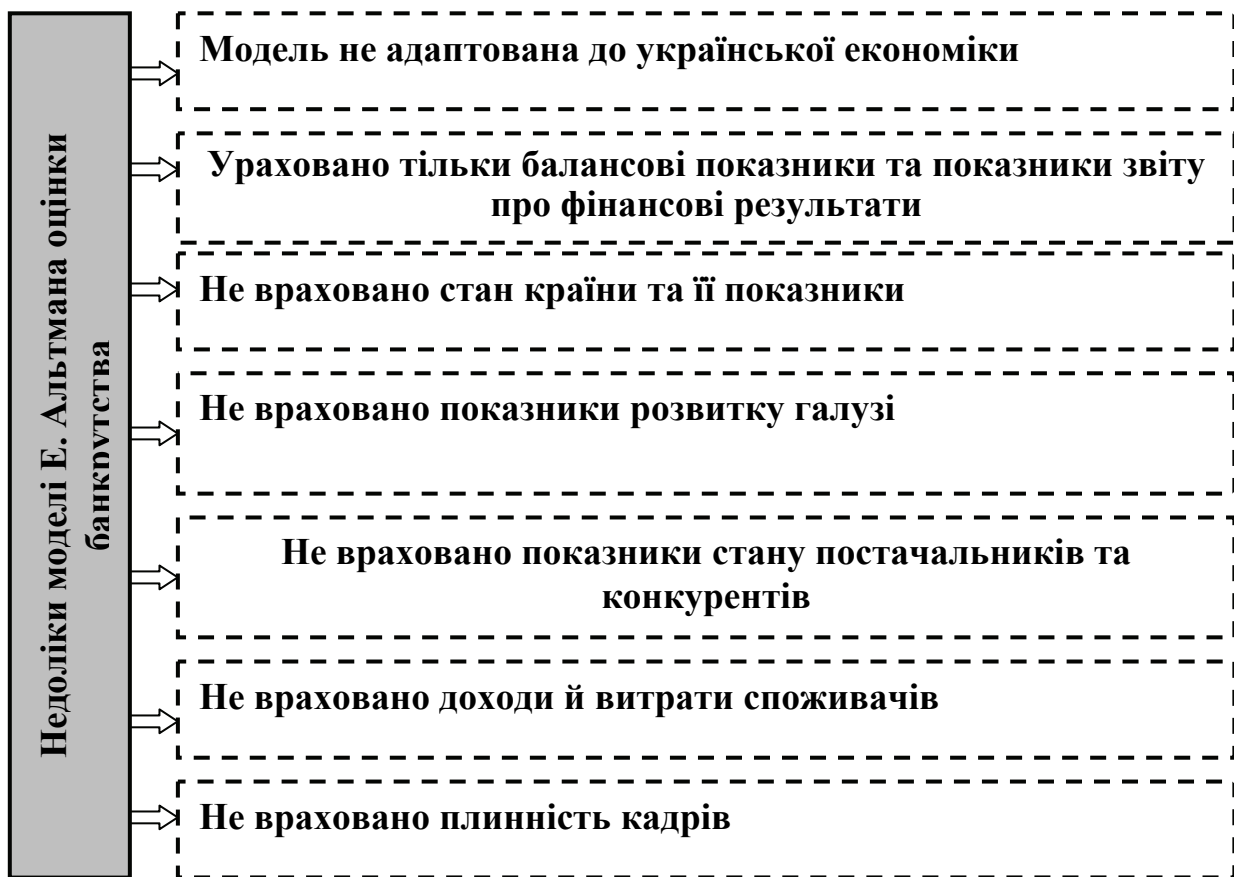 Недоліки моделі Е. Альтмана оцінки
банкрутства
Модель не адаптована до української економіки
Ураховано тільки балансові показники та показники звіту
про фінансові результати
Не враховано стан країни та її показники
Не враховано показники розвитку галузі
Не враховано показники стану постачальників та
конкурентів
Не враховано доходи й витрати споживачів
Не враховано плинність кадрів